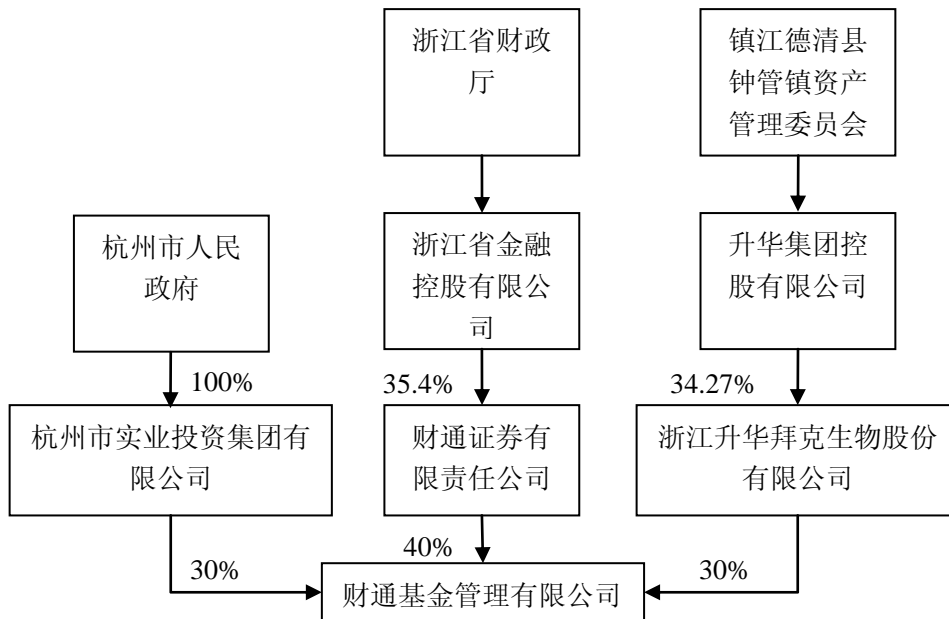 浙江省财政
厅
镇江德清县
钟管镇资产
管理委员会
杭州市人民
政府
浙江省金融
控股有限公
司
升华集团控
股有限公司
100%
35.4%
34.27%
杭州市实业投资集团有
限公司
财通证券有
限责任公司
浙江升华拜克生物股份
有限公司
30%
40%
30%
财通基金管理有限公司